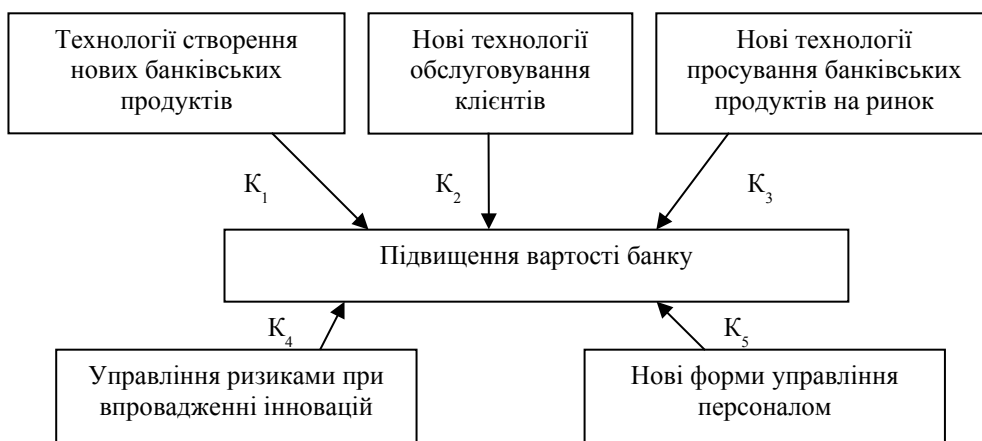 Технології створення
нових банківських
продуктів
Нові технології
обслуговування
клієнтів
Нові технології
просування банківських
продуктів на ринок
К₁
К₂
К₃
Підвищення вартості банку
К₄
К₅
Управління ризиками при
впровадженні інновацій
Нові форми управління
персоналом